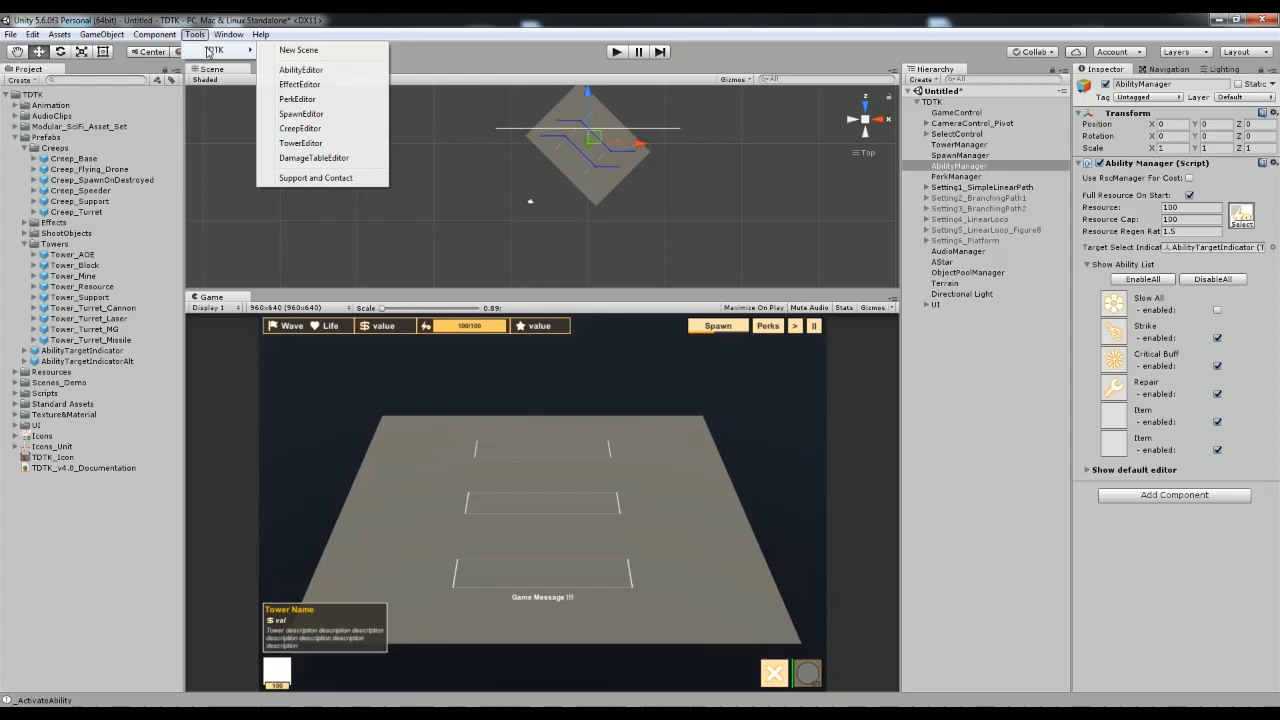 Unity 5.6.0f3 Personal (64bit) - Untitled - TDTK - PC, Mac & Linux Standalone* <DX11>
File Edit Assets GameObject Component Tools Window Help
Center
Collab Account Layers Layout
TDTK
New Scene
AbilityEditor
EffectEditor
PerkEditor
SpawnEditor
CreepEditor
TowerEditor
DamageTableEditor
Support and Contact
Project
Create
TDTK
Animation
AudioClips
Modular_SciFi_Asset_Set
Prefabs
Creeps
Creep_Base
Creep_Flying_Drone
Creep_SpawnOnDestroyed
Creep_Speeder
Creep_Support
Creep_Turret
Effects
ShootObjects
Towers
Tower_AOE
Tower_Block
Tower_Mine
Tower_Resource
Tower_Support
Tower_Turret_Cannon
Tower_Turret_Laser
Tower_Turret_MG
Tower_Turret_Missile
AbilityTargetIndicator
AbilityTargetIndicatorAlt
Resources
Scenes_Demo
Scripts
Standard Assets
Texture&Material
UI
Icons
Icons_Unit
TDTK_Icon
TDTK_v4.0_Documentation
Scene
Shaded
Gizmos All
z
x
Top
Game
Display 1 960x640 (960x640) Scale 0.89: Maximize On Play Mute Audio Stats Gizmos
Wave Life value 100/100 value Spawn Perks > II
Game Message !!!
Tower Name
$ val
Tower description description description
description description description
description
100
Hierarchy
Create All
Untitled*
TDTK
GameControl
CameraControl_Pivot
SelectControl
TowerManager
SpawnManager
AbilityManager
PerkManager
Setting1_SimpleLinearPath
Setting2_BranchingPath1
Setting3_BranchingPath2
Setting4_LinearLoop
Setting5_LinearLoop_Figure8
Setting6_Platform
AudioManager
AStar
ObjectPoolManager
Terrain
Directional Light
UI
Inspector Navigation Lighting
AbilityManager Static
Tag Untagged Layer Default
Transform
Position X 0 Y 0 Z 0
Rotation X 0 Y 0 Z 0
Scale X 1 Y 1 Z 1
Ability Manager (Script)
Use RscManager For Cost:
Full Resource On Start:
Resource: 100
Resource Cap: 100
Resource Regen Rat 1.5
Select
Target Select Indicat AbilityTargetIndicator (T
Show Ability List
EnableAll DisableAll
Slow All
- enabled:
Strike
- enabled:
Critical Buff
- enabled:
Repair
- enabled:
Item
- enabled:
Item
- enabled:
Show default editor
Add Component
_ActivateAbility